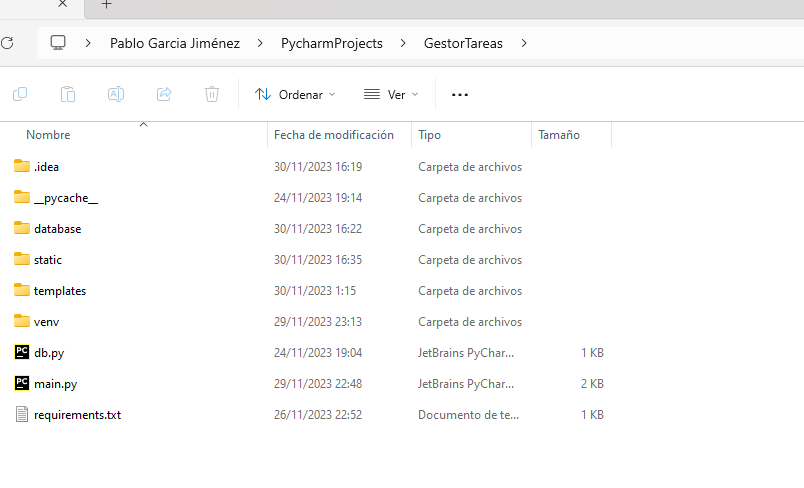 Pablo Garcia Jiménez > PycharmProjects > GestorTareas >
Ordenar Ver ...
Nombre Fecha de modificación Tipo Tamaño
.idea 30/11/2023 16:19 Carpeta de archivos
__pycache__ 24/11/2023 19:14 Carpeta de archivos
database 30/11/2023 16:22 Carpeta de archivos
static 30/11/2023 16:35 Carpeta de archivos
templates 30/11/2023 1:15 Carpeta de archivos
venv 29/11/2023 23:13 Carpeta de archivos
PC db.py 24/11/2023 19:04 JetBrains PyChar... 1 KB
PC main.py 29/11/2023 22:48 JetBrains PyChar... 2 KB
requirements.txt 26/11/2023 22:52 Documento de te... 1 KB